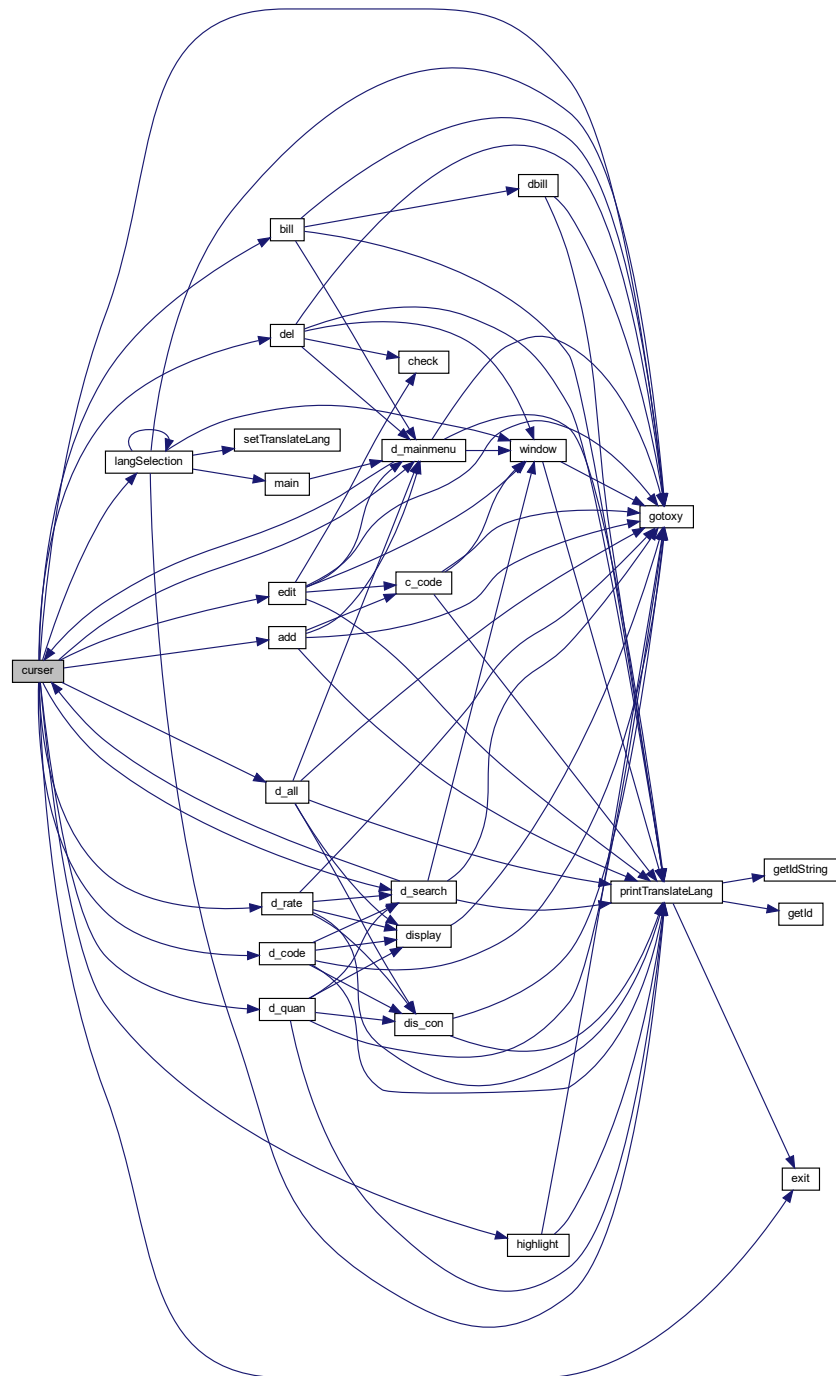 dbill
bill
del
check
setTranslateLang
d_mainmenu
window
langSelection
main
gotoxy
c_code
edit
add
curser
d_all
getIdString
d_search
printTranslateLang
d_rate
getId
display
d_code
d_quan
dis_con
exit
highlight